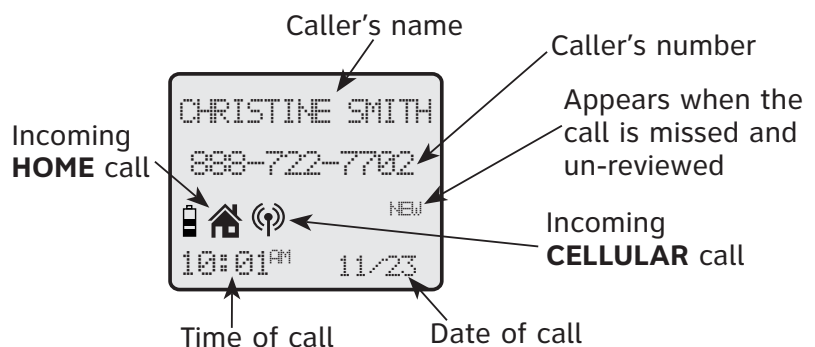 Caller's name
Caller's number
CHRISTINE SMITH
Appears when the
call is missed and
un-reviewed
Incoming
HOME call
888-722-7702
NEW
Incoming
CELLULAR call
10:01AM 11/23
Time of call
Date of call